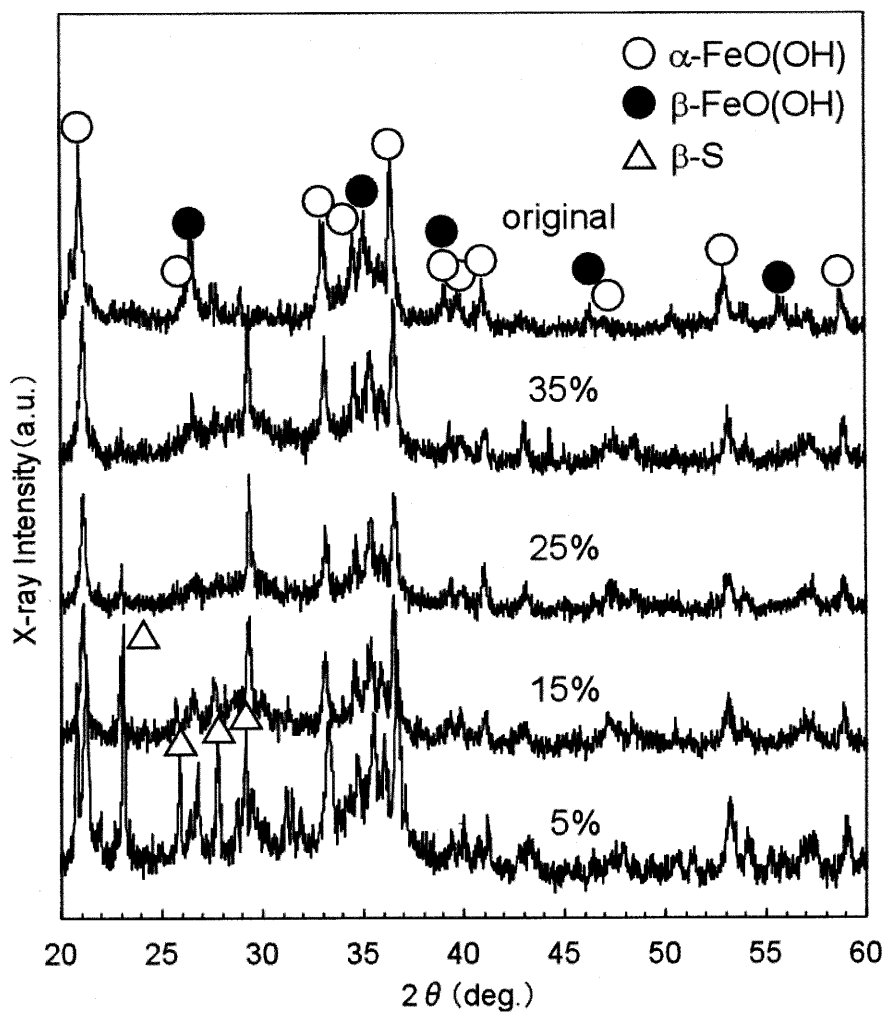 α-FeO(OH)
β-FeO(OH)
β-S
original
35%
25%
15%
5%
X-ray Intensity(a.u.)
20 25 30 35 40 45 50 55 60
2θ (deg.)